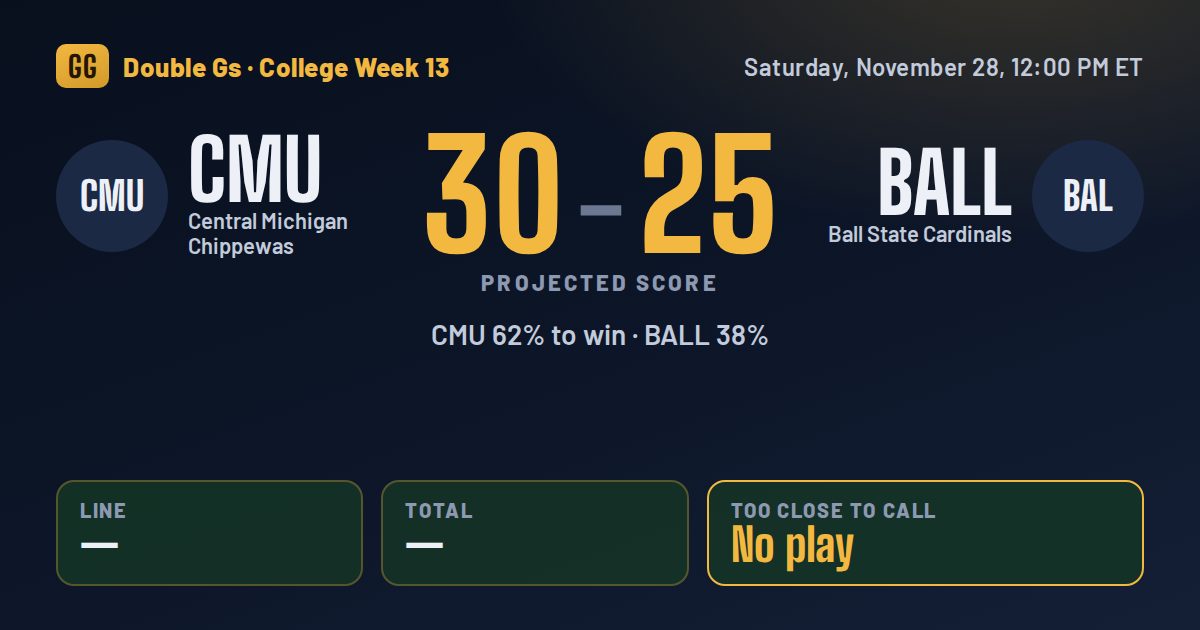 GG Double Gs · College Week 13
Saturday, November 28, 12:00 PM ET
CMU
CMU
Central Michigan
Chippewas
30 – 25
PROJECTED SCORE
CMU 62% to win · BALL 38%
BALL
Ball State Cardinals
BAL
LINE
—
TOTAL
—
TOO CLOSE TO CALL
No play